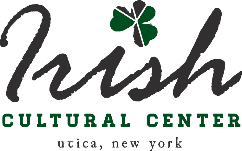 Irish
CULTURAL CENTER
utica, new york